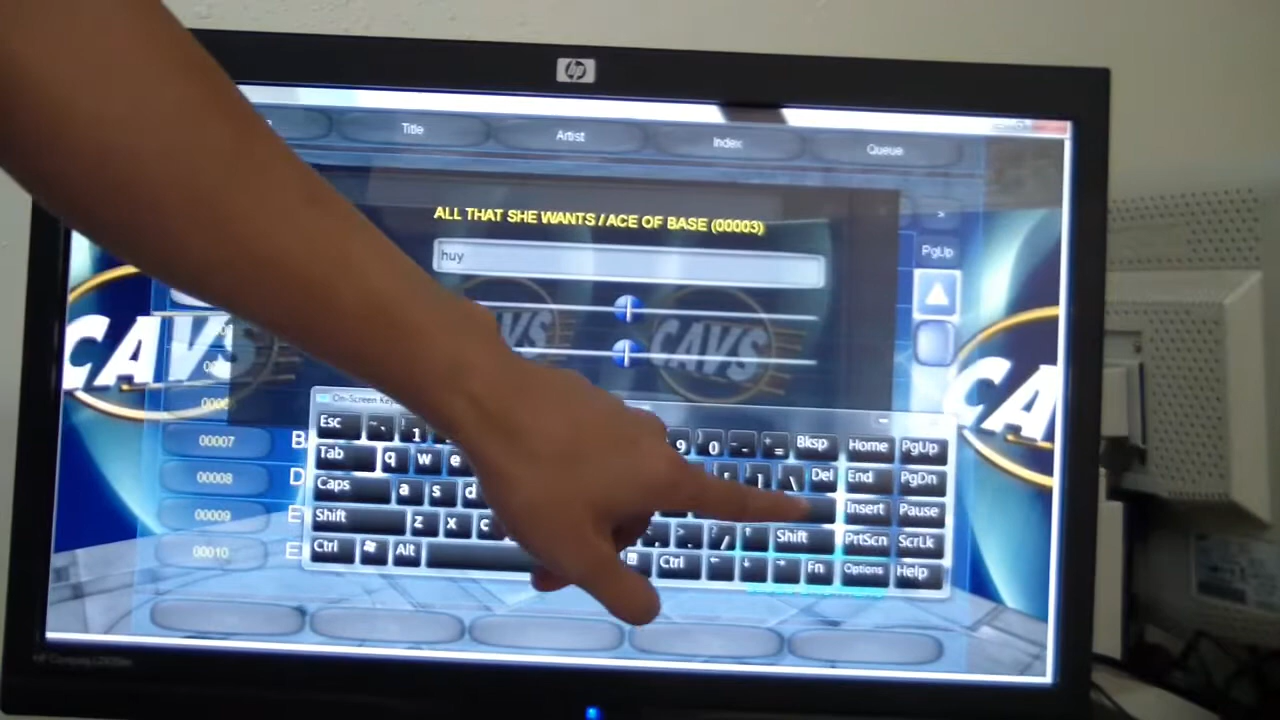 hp
Title
Artist
Index
Queue
ALL THAT SHE WANTS / ACE OF BASE (00003)
>
PgUp
huy
CAVS
CAVS
CA
On-Screen Key
Esc 1 9 0 - = Bksp Home PgUp
Tab q w e ] \ Del End PgDn
Caps a s d Insert Pause
Shift z x c / Shift PrtScn ScrLk
Ctrl Alt Ctrl Fn Options Help
00007 B
00008 D
00009 E
00010 E